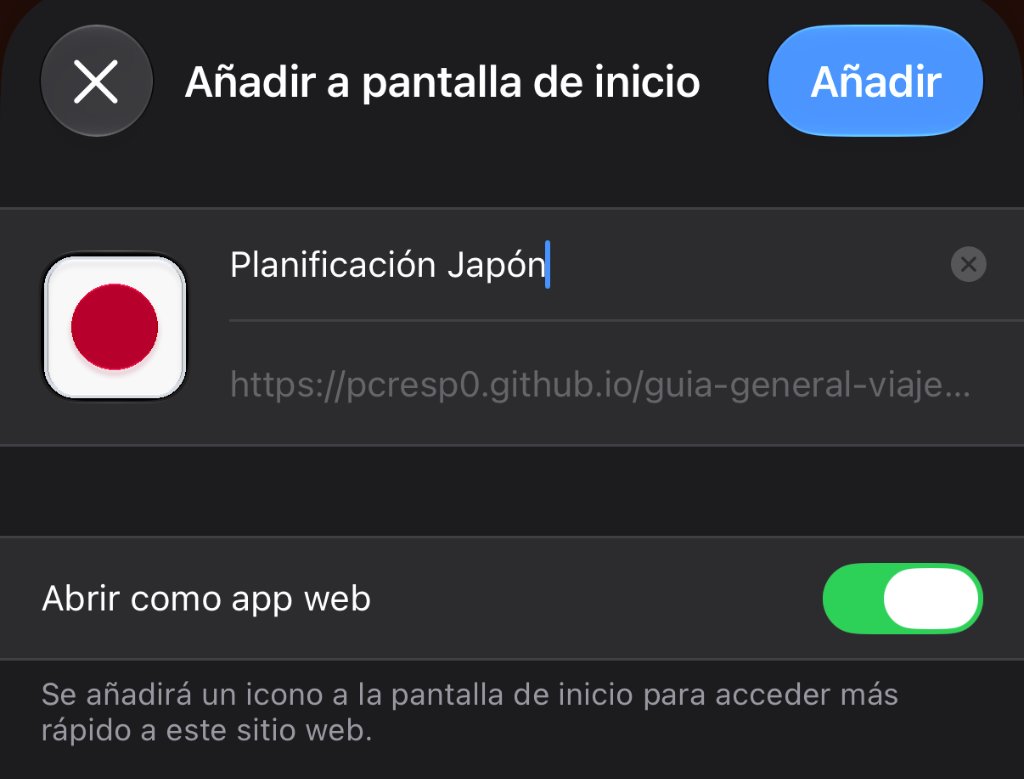 Añadir a pantalla de inicio
Añadir
Planificación Japón
https://pcresp0.github.io/guia-general-viaje...
Abrir como app web
Se añadirá un icono a la pantalla de inicio para acceder más
rápido a este sitio web.